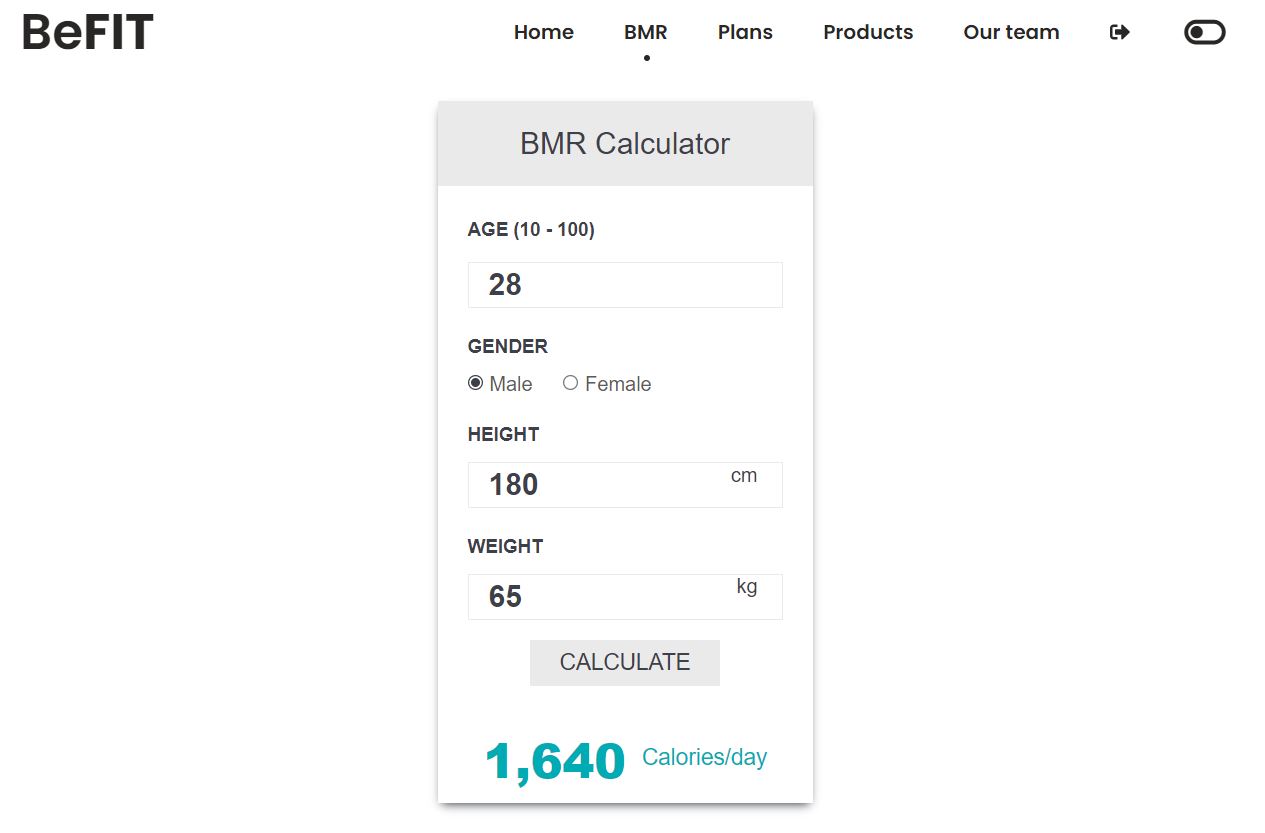 BeFIT Home BMR Plans Products Our team
BMR Calculator
AGE (10 - 100)
28
GENDER
Male Female
HEIGHT
180 cm
WEIGHT
65 kg
CALCULATE
1,640 Calories/day